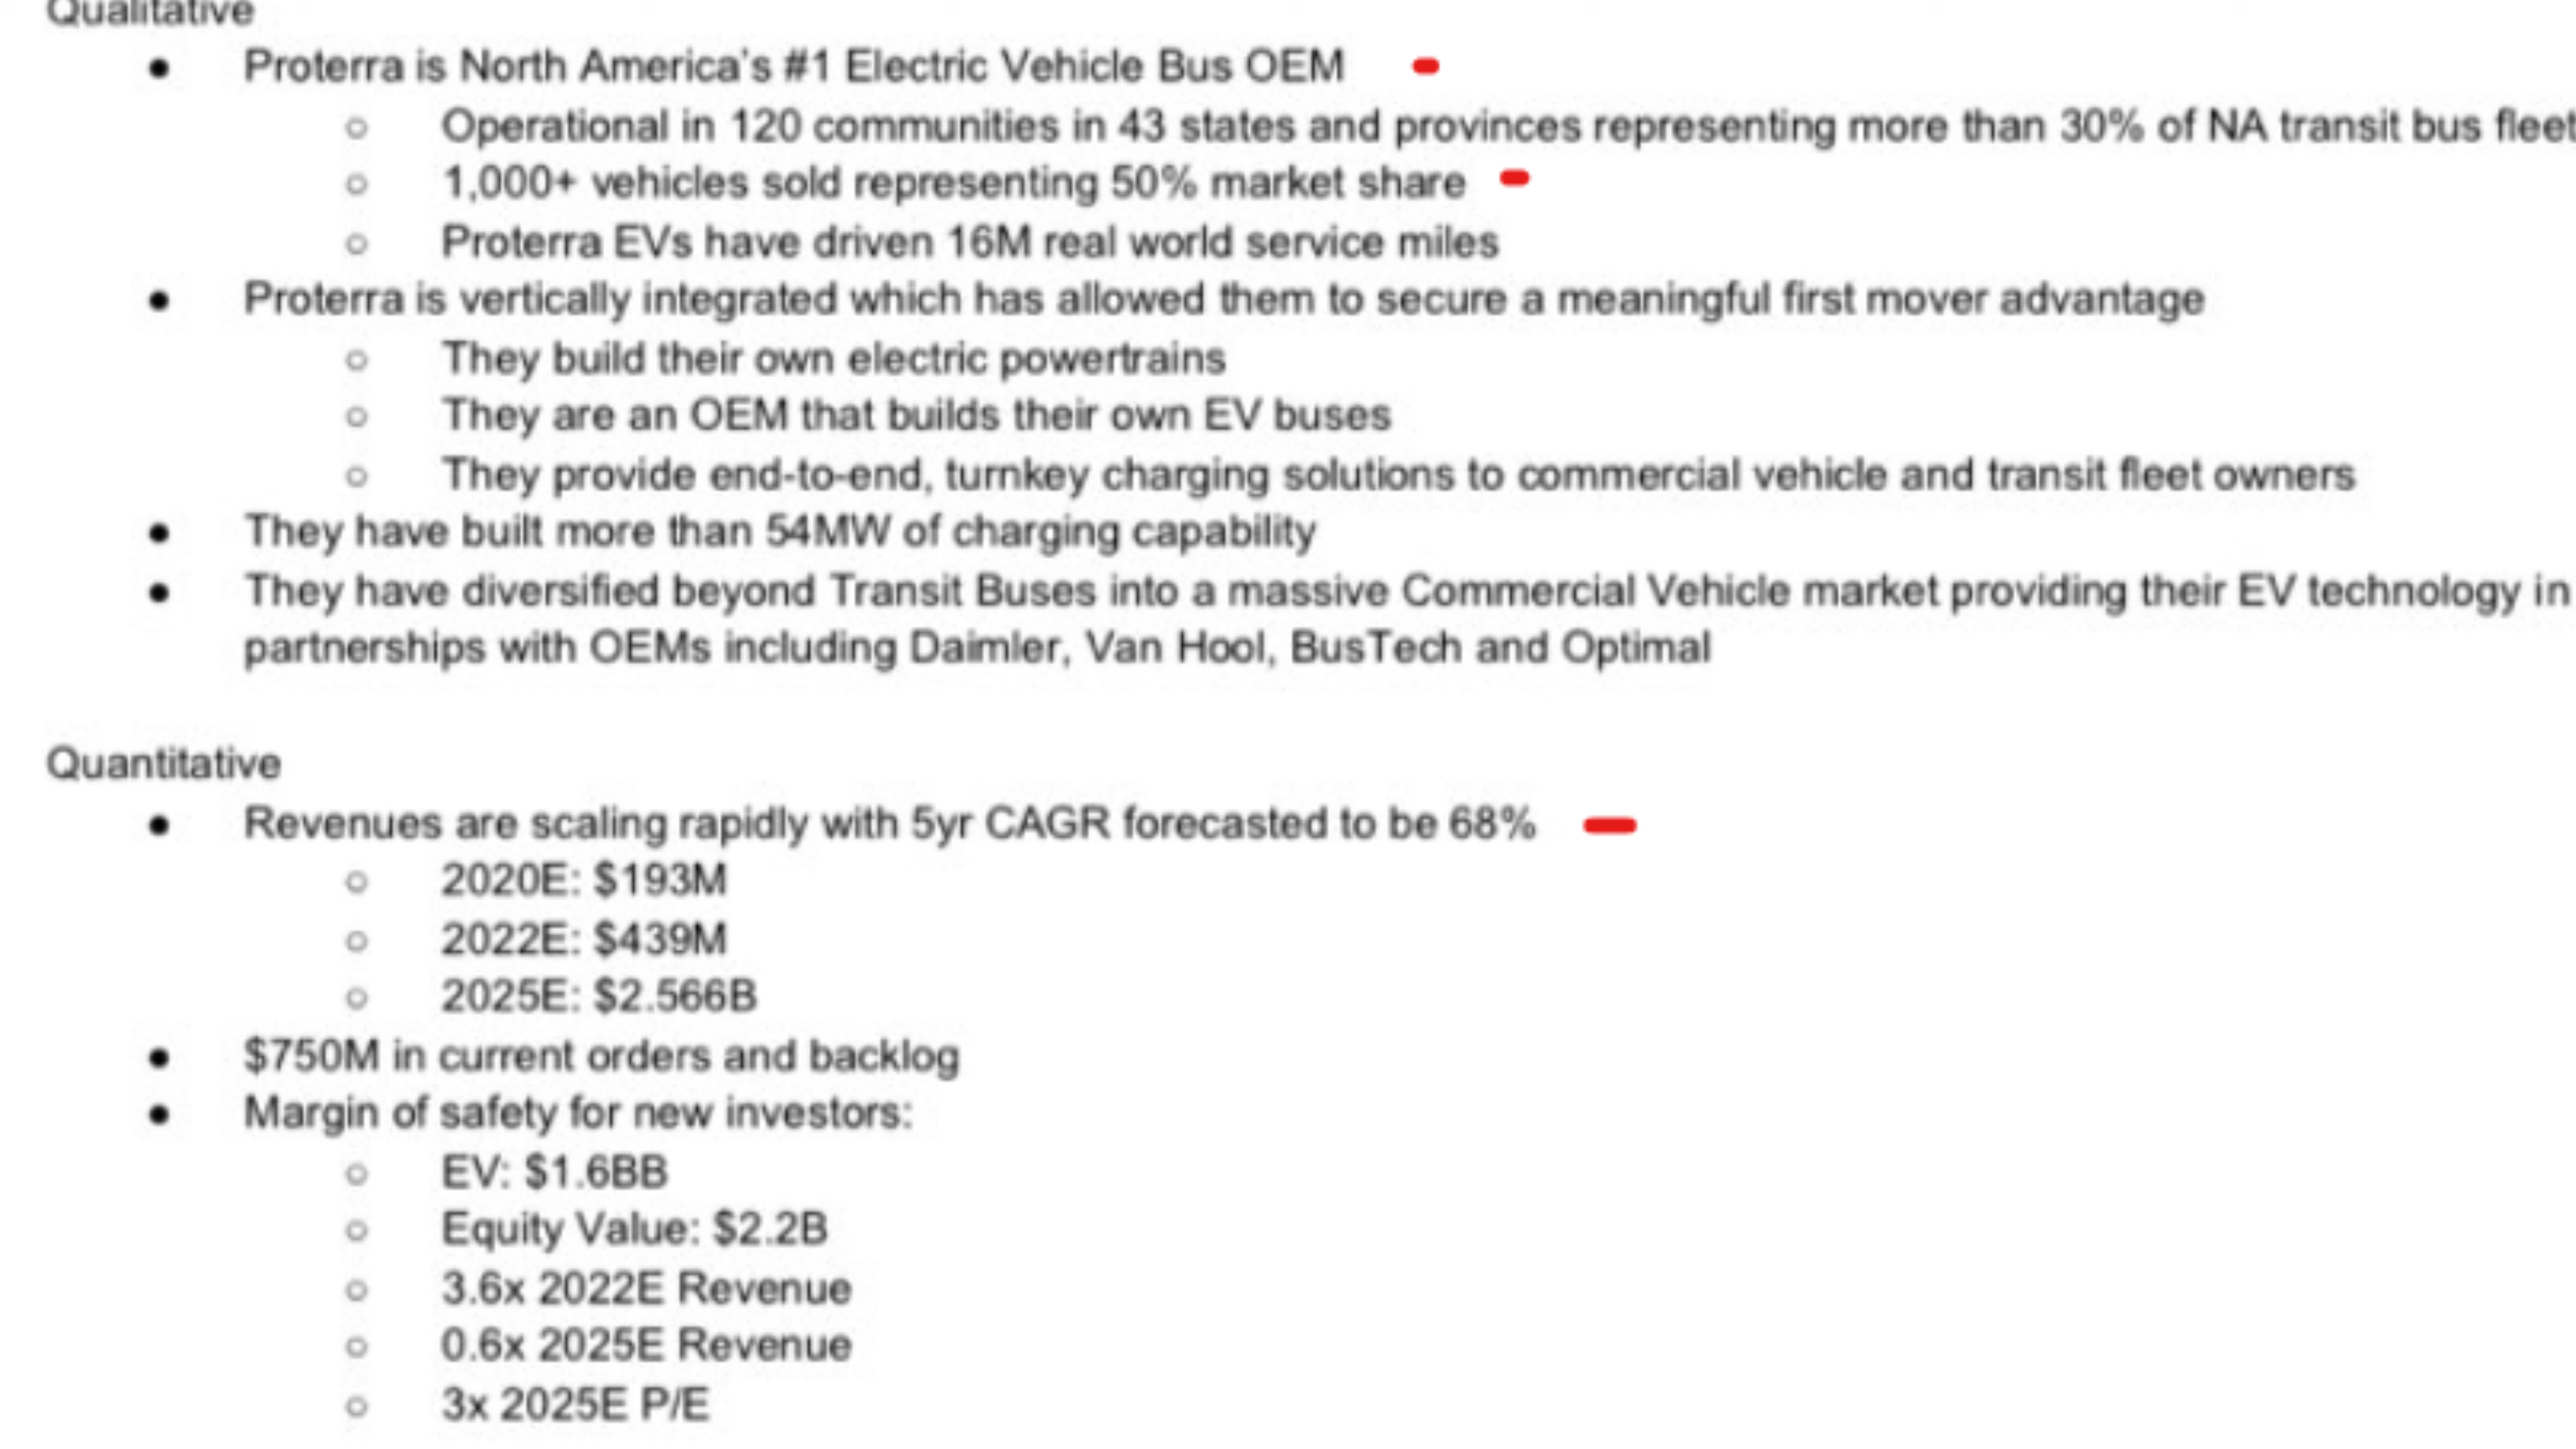 Qualitative
● Proterra is North America's #1 Electric Vehicle Bus OEM
○ Operational in 120 communities in 43 states and provinces representing more than 30% of NA transit bus fleet
○ 1,000+ vehicles sold representing 50% market share
○ Proterra EVs have driven 16M real world service miles
● Proterra is vertically integrated which has allowed them to secure a meaningful first mover advantage
○ They build their own electric powertrains
○ They are an OEM that builds their own EV buses
○ They provide end-to-end, turnkey charging solutions to commercial vehicle and transit fleet owners
● They have built more than 54MW of charging capability
● They have diversified beyond Transit Buses into a massive Commercial Vehicle market providing their EV technology in
partnerships with OEMs including Daimler, Van Hool, BusTech and Optimal
Quantitative
● Revenues are scaling rapidly with 5yr CAGR forecasted to be 68%
○ 2020E: $193M
○ 2022E: $439M
○ 2025E: $2.566B
● $750M in current orders and backlog
● Margin of safety for new investors:
○ EV: $1.6BB
○ Equity Value: $2.2B
○ 3.6x 2022E Revenue
○ 0.6x 2025E Revenue
○ 3x 2025E P/E